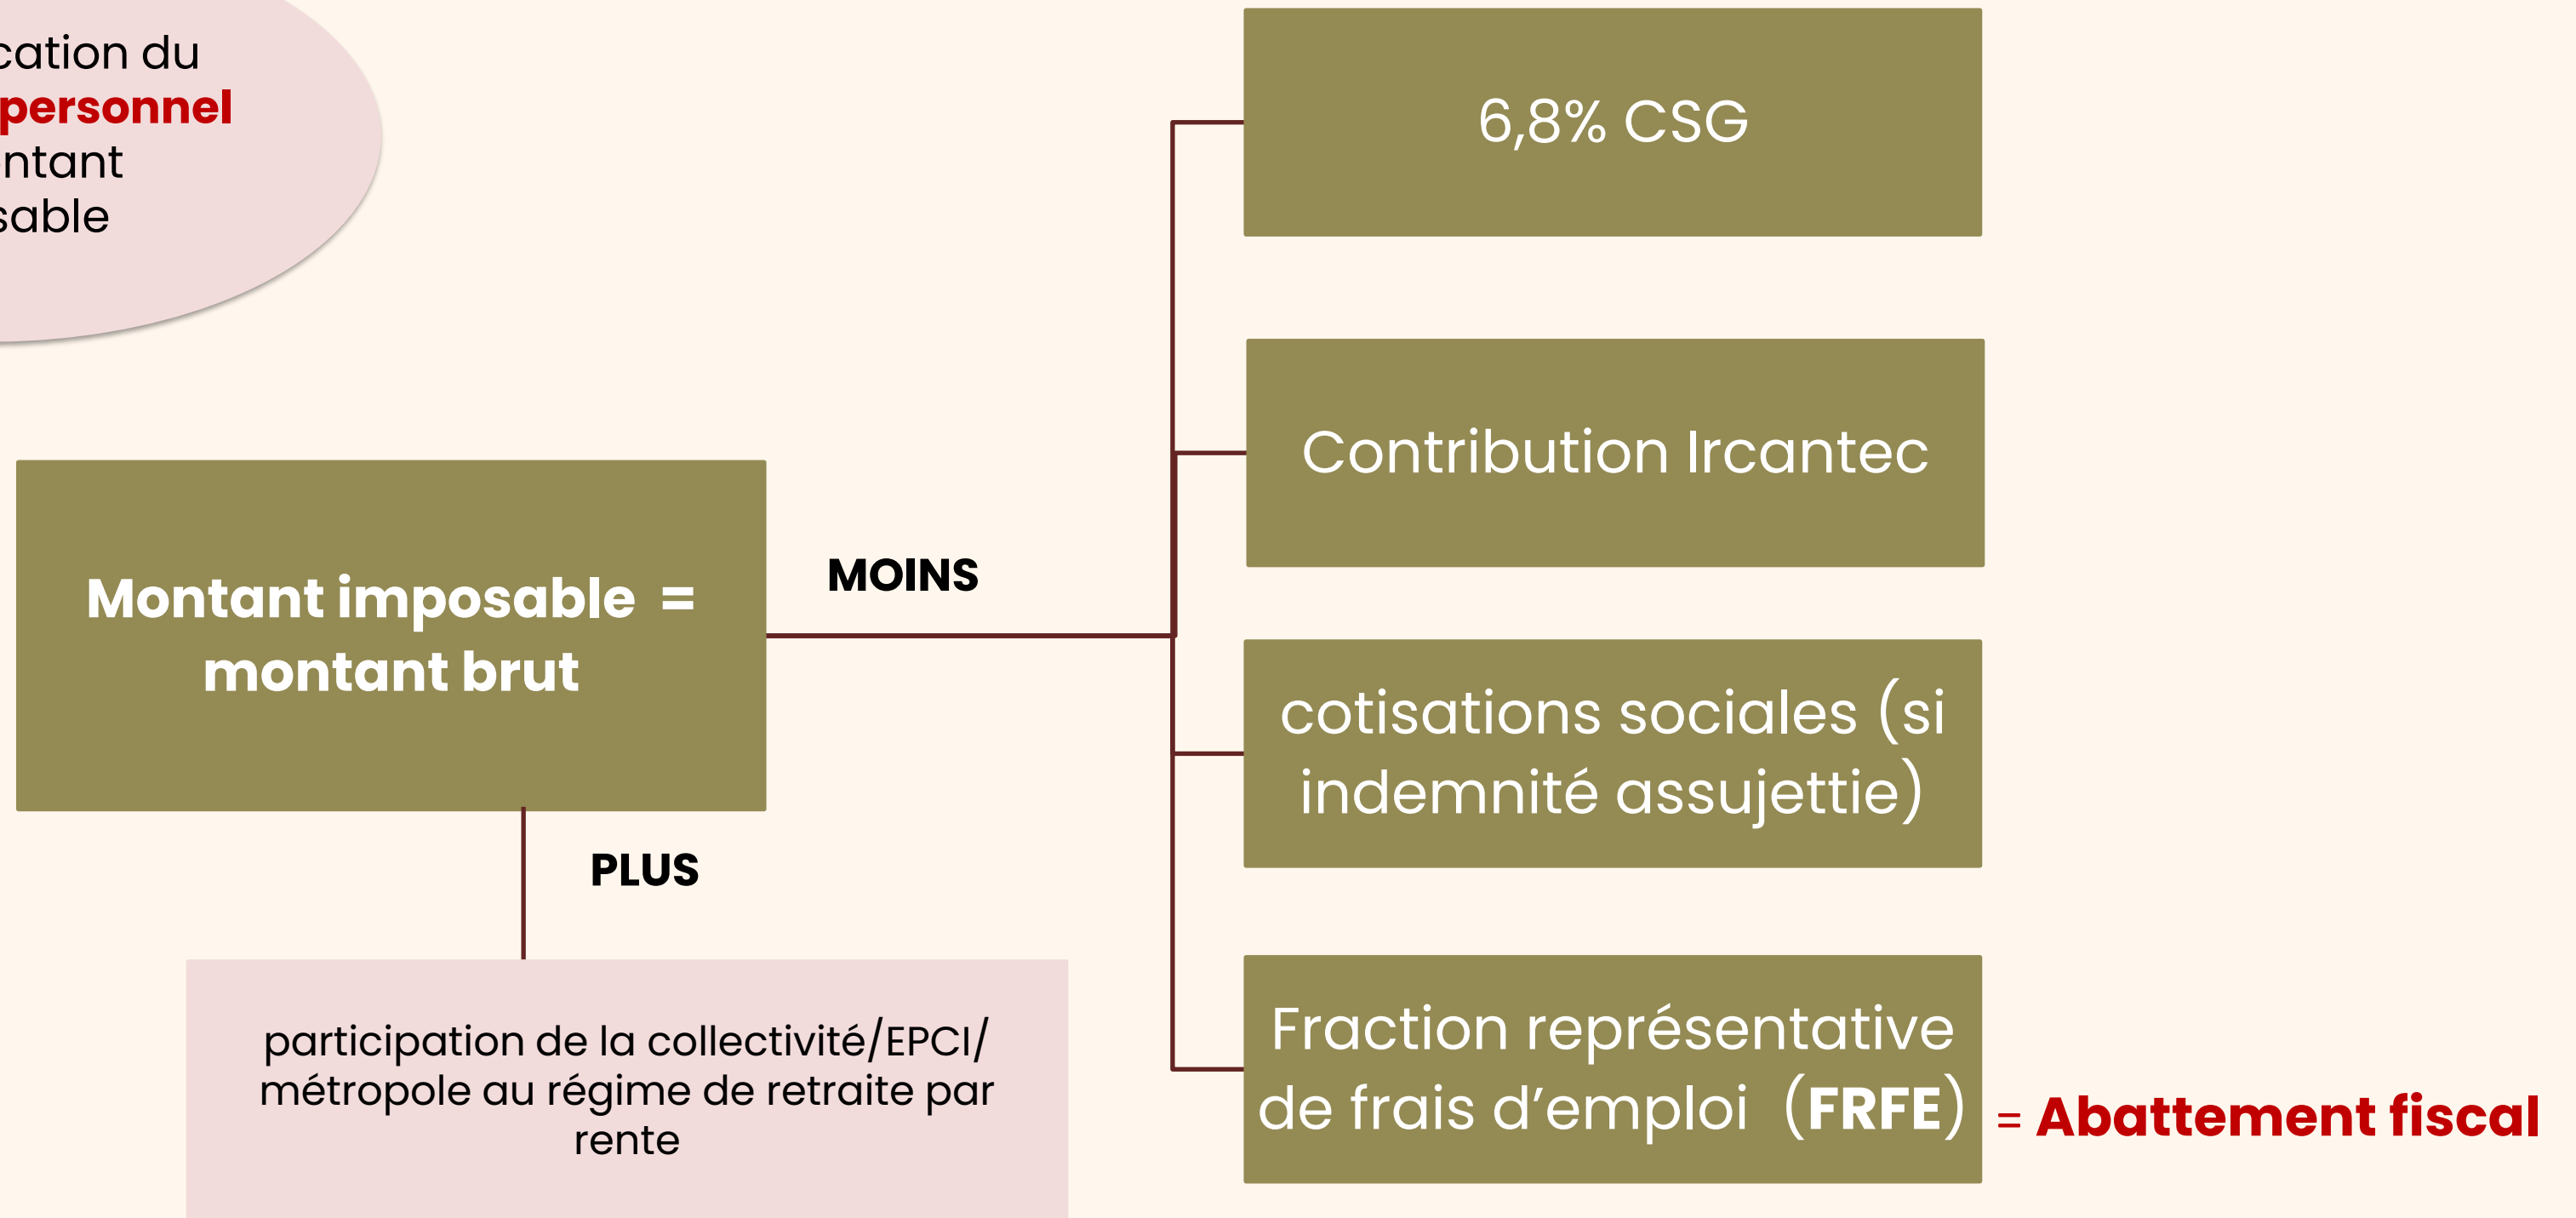 cation du
personnel
ntant
sable
6,8% CSG
Contribution Ircantec
Montant imposable =
montant brut
MOINS
cotisations sociales (si
indemnité assujettie)
PLUS
participation de la collectivité/EPCI/
métropole au régime de retraite par
rente
Fraction représentative
de frais d’emploi (FRFE)
= Abattement fiscal